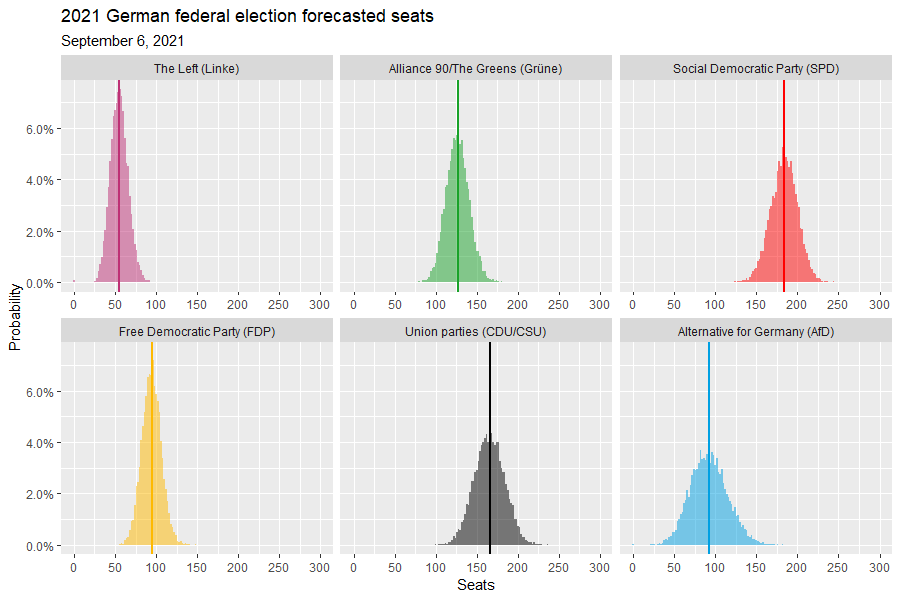 2021 German federal election forecasted seats
September 6, 2021
The Left (Linke) Alliance 90/The Greens (Grüne) Social Democratic Party (SPD)
6.0%
4.0%
2.0%
0.0%
0 50 100 150 200 250 300 0 50 100 150 200 250 300 0 50 100 150 200 250 300
Probability
Free Democratic Party (FDP) Union parties (CDU/CSU) Alternative for Germany (AfD)
6.0%
4.0%
2.0%
0.0%
0 50 100 150 200 250 300 0 50 100 150 200 250 300 0 50 100 150 200 250 300
Seats